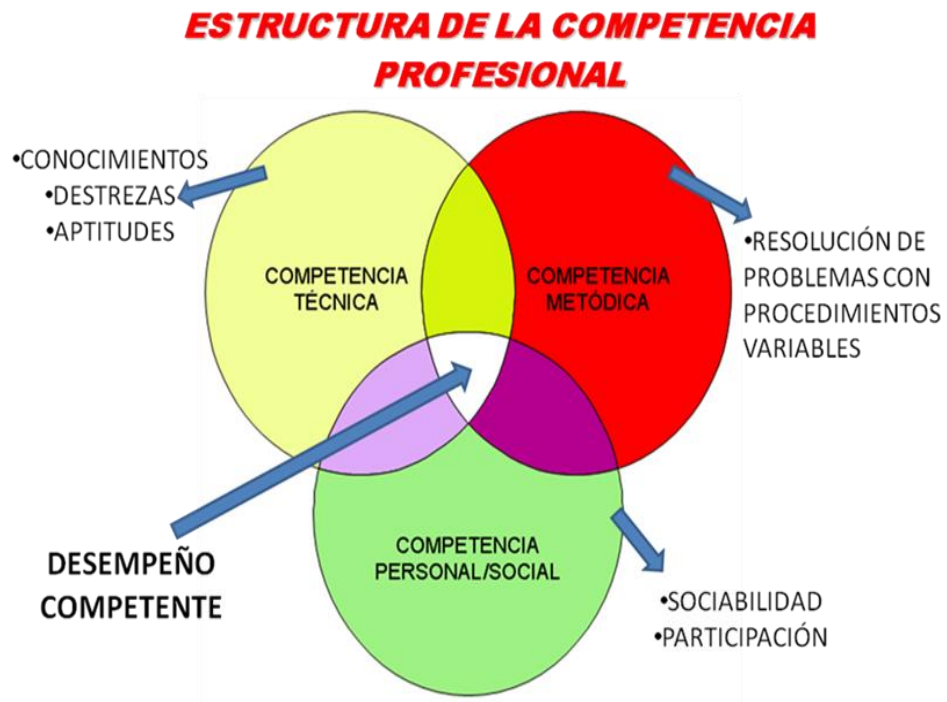 ESTRUCTURA DE LA COMPETENCIA
PROFESIONAL
•CONOCIMIENTOS
•DESTREZAS
•APTITUDES
COMPETENCIA
TÉCNICA
COMPETENCIA
METÓDICA
•RESOLUCIÓN DE
PROBLEMAS CON
PROCEDIMIENTOS
VARIABLES
DESEMPEÑO
COMPETENTE
COMPETENCIA
PERSONAL/SOCIAL
•SOCIABILIDAD
•PARTICIPACIÓN